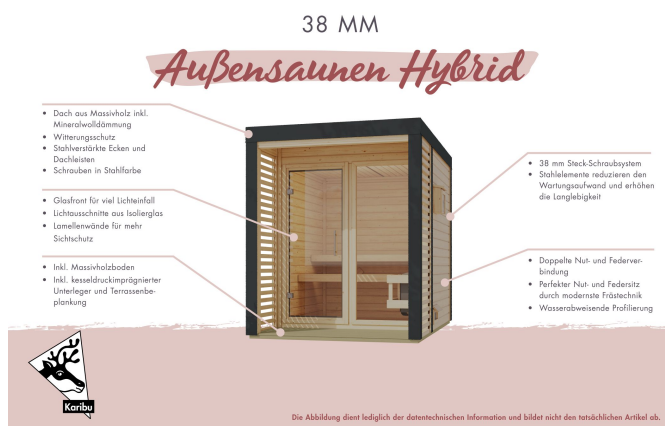 38 MM
Außensaunen Hybrid
• Dach aus Massivholz inkl.
Mineralwolldämmung
• Witterungsschutz
• Stahlverstärkte Ecken und
Dachleisten
• Schrauben in Stahlfarbe
• Glasfront für viel Lichteinfall
• Lichtausschnitte aus Isolierglas
• Lamellenwände für mehr
Sichtschutz
• Inkl. Massivholzboden
• Inkl. kesseldruckimprägnierter
Unterleger und Terrassenbe-
plankung
• 38 mm Steck-Schraubsystem
• Stahlelemente reduzieren den
Wartungsaufwand und erhöhen
die Langlebigkeit
• Doppelte Nut- und Federver-
bindung
• Perfekter Nut- und Federsitz
durch modernste Frästechnik
• Wasserabweisende Profilierung
Karibu
Die Abbildung dient lediglich der datentechnischen Information und bildet nicht den tatsächlichen Artikel ab.